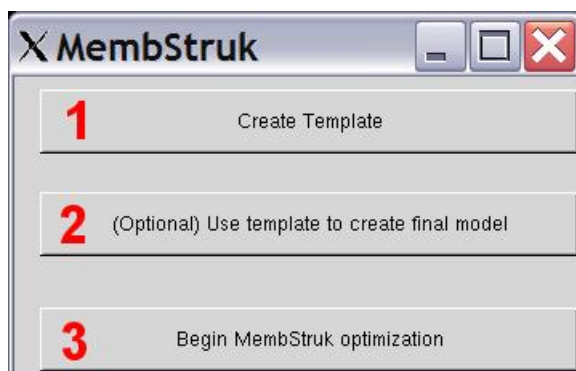 MembStruk
1 Create Template
2 (Optional) Use template to create final model
3 Begin MembStruk optimization